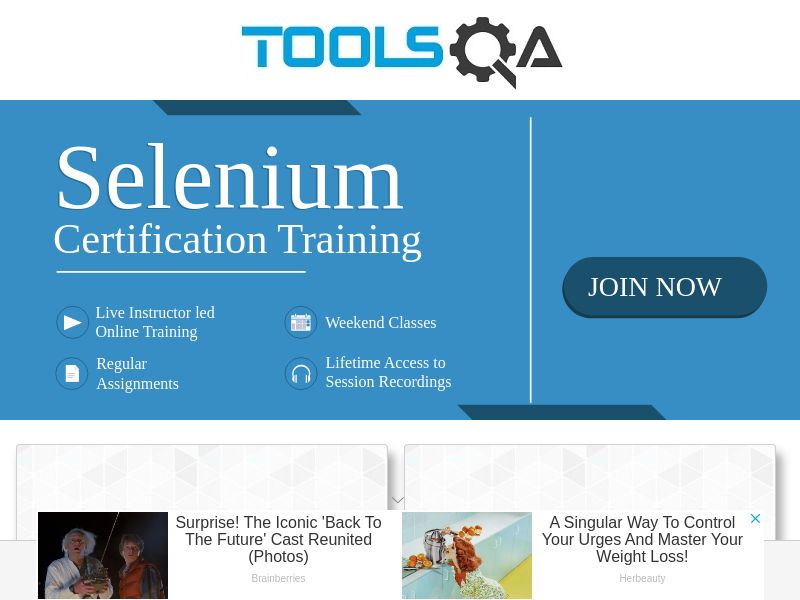 TOOLSQA
Selenium
Certification Training
Live Instructor led
Online Training
Weekend Classes
Regular
Assignments
Lifetime Access to
Session Recordings
JOIN NOW
Surprise! The Iconic 'Back To
The Future' Cast Reunited
(Photos)
Brainberries
A Singular Way To Control
Your Urges And Master Your
Weight Loss!
Herbeauty